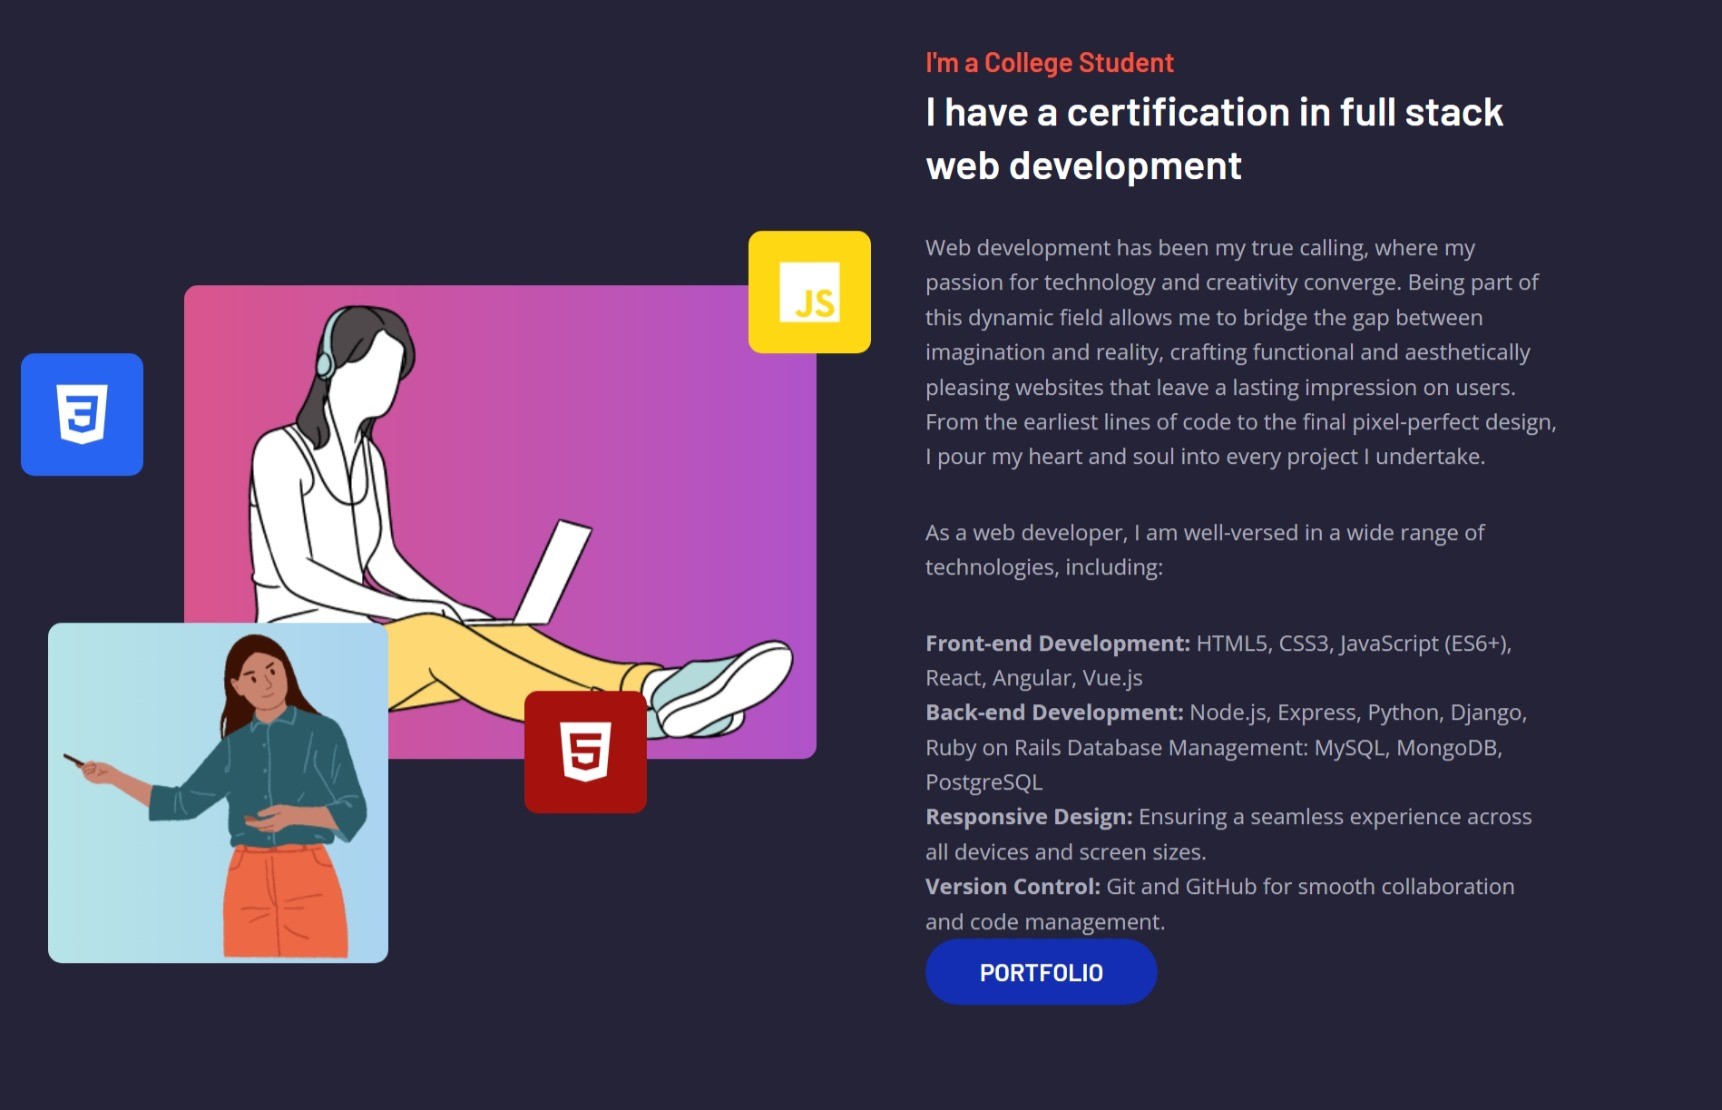 I'm a College Student
I have a certification in full stack
web development
Web development has been my true calling, where my
passion for technology and creativity converge. Being part of
this dynamic field allows me to bridge the gap between
imagination and reality, crafting functional and aesthetically
pleasing websites that leave a lasting impression on users.
From the earliest lines of code to the final pixel-perfect design,
I pour my heart and soul into every project I undertake.
As a web developer, I am well-versed in a wide range of
technologies, including:
Front-end Development: HTML5, CSS3, JavaScript (ES6+),
React, Angular, Vue.js
Back-end Development: Node.js, Express, Python, Django,
Ruby on Rails Database Management: MySQL, MongoDB,
PostgreSQL
Responsive Design: Ensuring a seamless experience across
all devices and screen sizes.
Version Control: Git and GitHub for smooth collaboration
and code management.
PORTFOLIO
JS
3
5